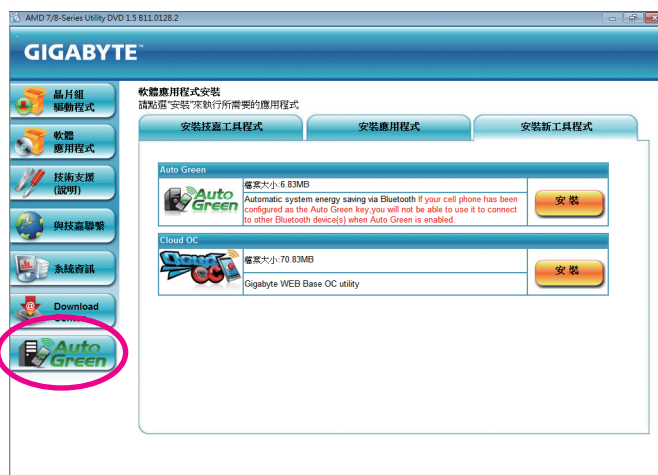 AMD 7/8-Series Utility DVD 1.5 B11.0128.2
GIGABYTE™
晶片組
驅動程式
軟體
應用程式
技術支援
(說明)
與技嘉聯繫
系統資訊
Download
Auto
Green
軟體應用程式安裝
請點選"安裝"來執行所需要的應用程式
安裝技嘉工具程式
安裝應用程式
安裝新工具程式
Auto Green
Auto
Green
檔案大小:6.83MB
Automatic system energy saving via Bluetooth If your cell phone has been
configured as the Auto Green key,you will not be able to use it to connect
to other Bluetooth device(s) when Auto Green is enabled.
安裝
Cloud OC
Cloud
OC
檔案大小:70.83MB
Gigabyte WEB Base OC utility
安裝